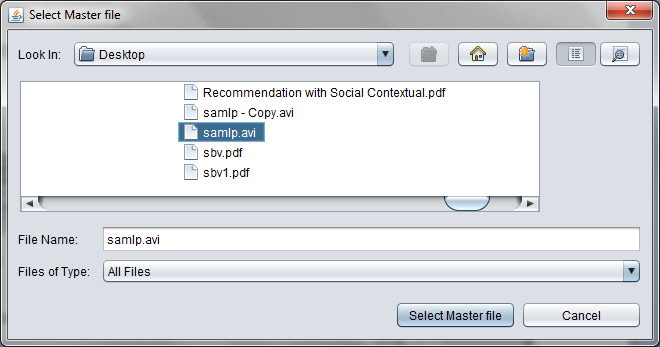 Select Master file
Look In: Desktop
Recommendation with Social Contextual.pdf
samlp - Copy.avi
samlp.avi
sbv.pdf
sbv1.pdf
File Name: samlp.avi
Files of Type: All Files
Select Master file Cancel